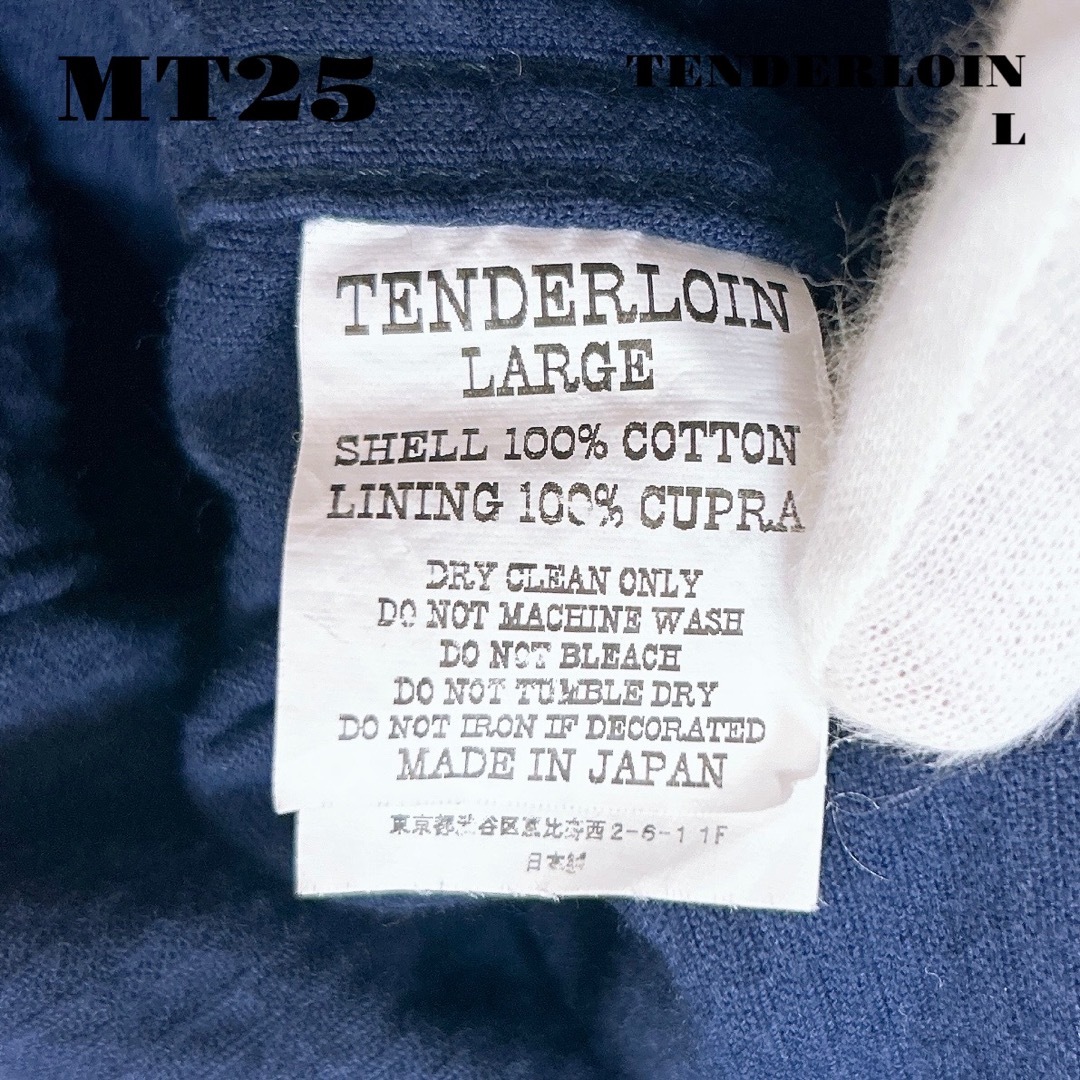 MT25
TENDERLOIN
L
TENDERLOIN
LARGE
SHELL 100% COTTON
LINING 100% CUPRA
DRY CLEAN ONLY
DO NOT MACHINE WASH
DO NOT BLEACH
DO NOT TUMBLE DRY
DO NOT IRON IF DECORATED
MADE IN JAPAN
東京都渋谷区恵比寿西2-6-11F
日本製